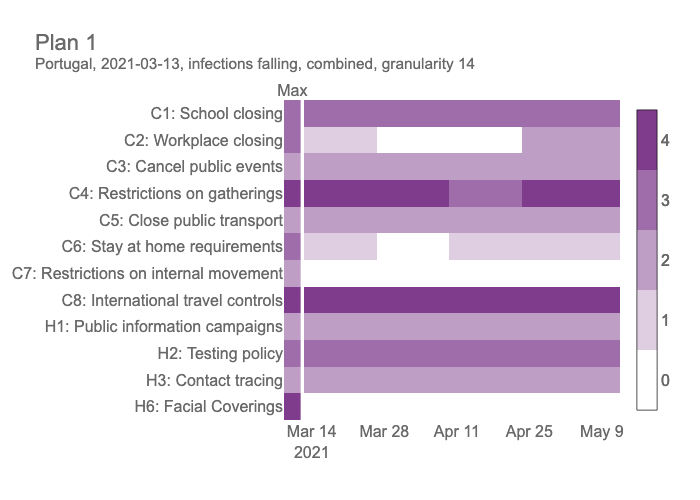 Plan 1
Portugal, 2021-03-13, infections falling, combined, granularity 14
Max
C1: School closing
C2: Workplace closing
C3: Cancel public events
C4: Restrictions on gatherings
C5: Close public transport
C6: Stay at home requirements
C7: Restrictions on internal movement
C8: International travel controls
H1: Public information campaigns
H2: Testing policy
H3: Contact tracing
H6: Facial Coverings
4
3
2
1
0
Mar 14 Mar 28 Apr 11 Apr 25 May 9
2021